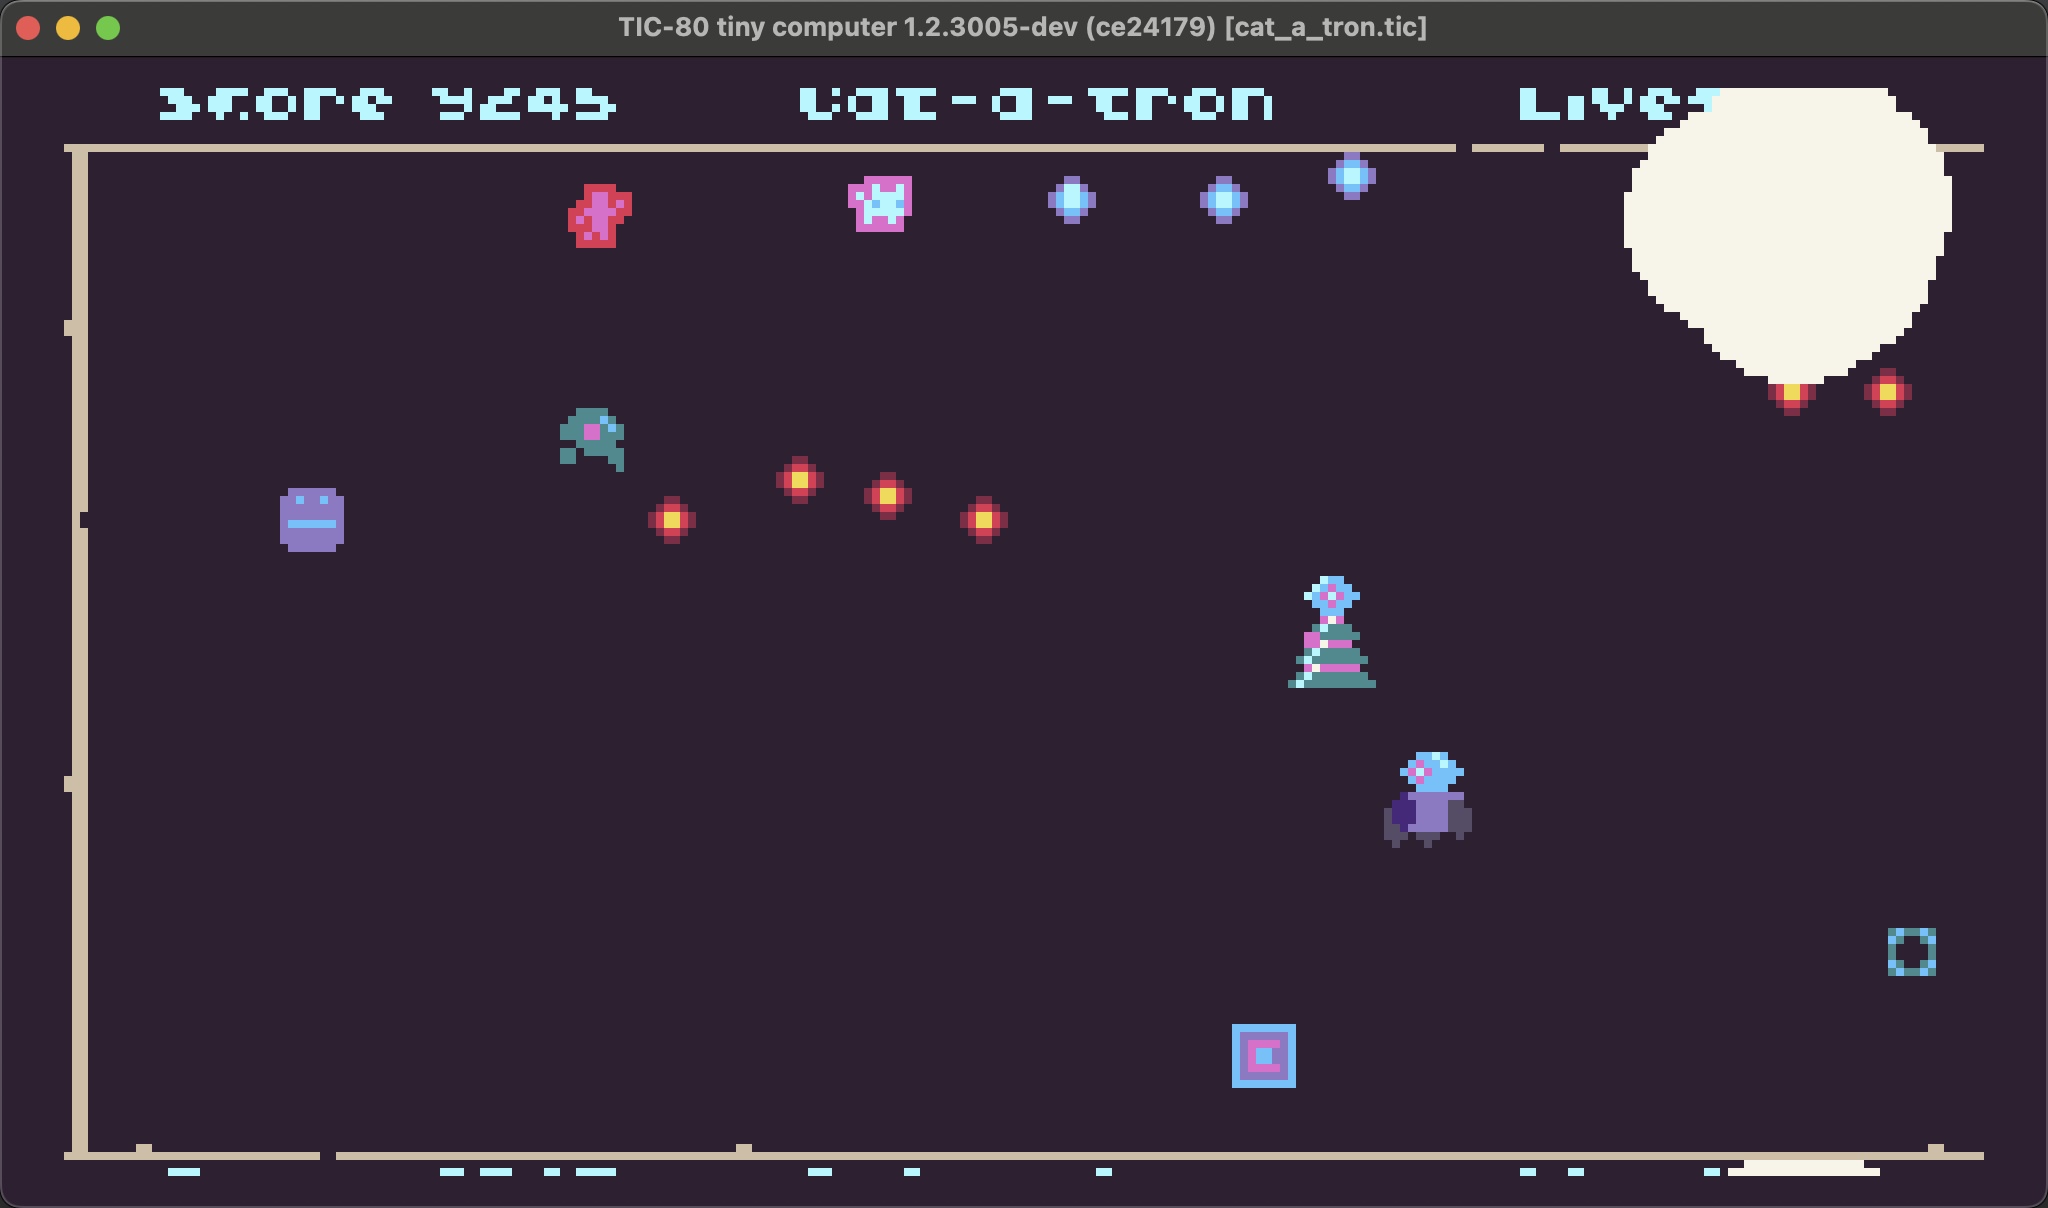 TIC-80 tiny computer 1.2.3005-dev (ce24179) [cat_a_tron.tic]
Score 9245 Cat-a-tron Lives